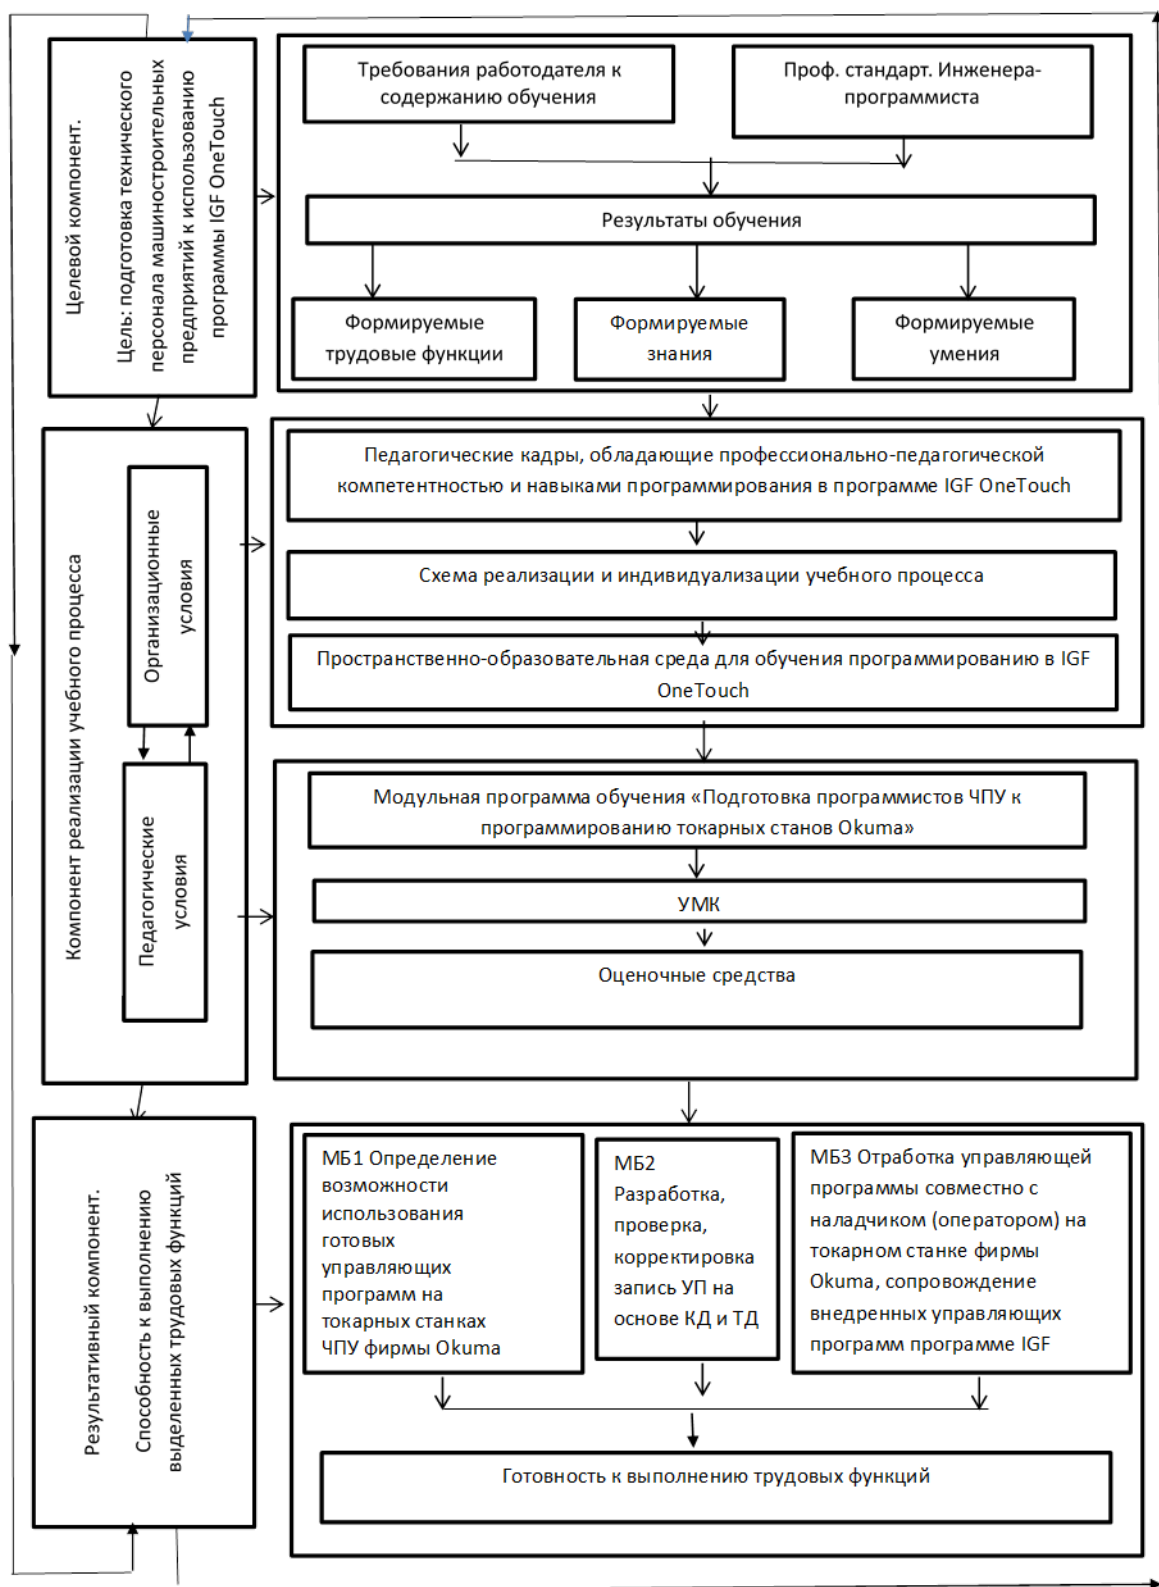 Целевой компонент.
Цель: подготовка технического
персонала машиностроительных
предприятий к использованию
программы IGF OneTouch
Требования работодателя к
содержанию обучения
Проф. стандарт. Инженера-
программиста
Результаты обучения
Формируемые
трудовые функции
Формируемые
знания
Формируемые
умения
Компонент реализации учебного процесса
Организационные
условия
Педагогические
условия
Педагогические кадры, обладающие профессионально-педагогической
компетентностью и навыками программирования в программе IGF OneTouch
Схема реализации и индивидуализации учебного процесса
Пространственно-образовательная среда для обучения программированию в IGF
OneTouch
Модульная программа обучения «Подготовка программистов ЧПУ к
программированию токарных станов Okuma»
УМК
Оценочные средства
Результативный компонент.
Способность к выполнению
выделенных трудовых функций
МБ1 Определение
возможности
использования
готовых
управляющих
программ на
токарных станках
ЧПУ фирмы Okuma
МБ2
Разработка,
проверка,
корректировка
запись УП на
основе КД и ТД
МБ3 Отработка управляющей
программы совместно с
наладчиком (оператором) на
токарном станке фирмы
Okuma, сопровождение
внедренных управляющих
программ программе IGF
Готовность к выполнению трудовых функций